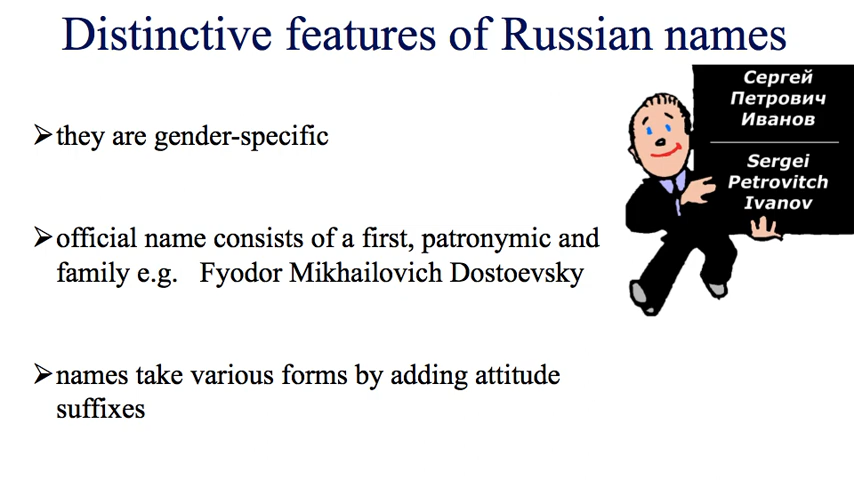 Distinctive features of Russian names
➢they are gender-specific
➢official name consists of a first, patronymic and
family e.g. Fyodor Mikhailovich Dostoevsky
➢names take various forms by adding attitude
suffixes
Сергей
Петрович
Иванов
Sergei
Petrovitch
Ivanov